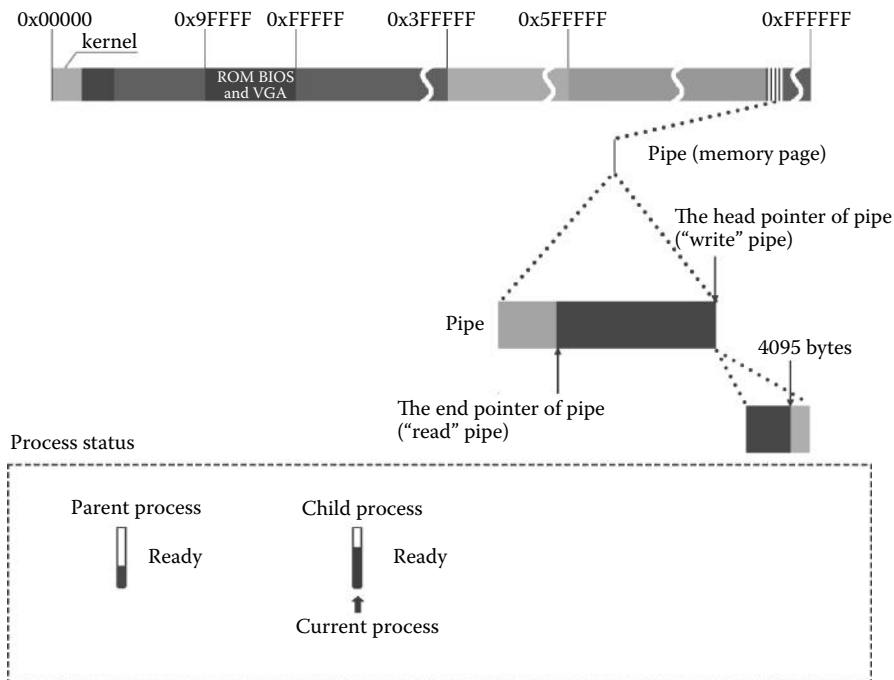 0x00000 0x9FFFF 0xFFFFF 0x3FFFFF 0x5FFFFF 0xFFFFFF
kernel
ROM BIOS
and VGA
Pipe (memory page)
The head pointer of pipe
(“write” pipe)
Pipe
4095 bytes
The end pointer of pipe
(“read” pipe)
Process status
Parent process Child process
Ready Ready
Current process